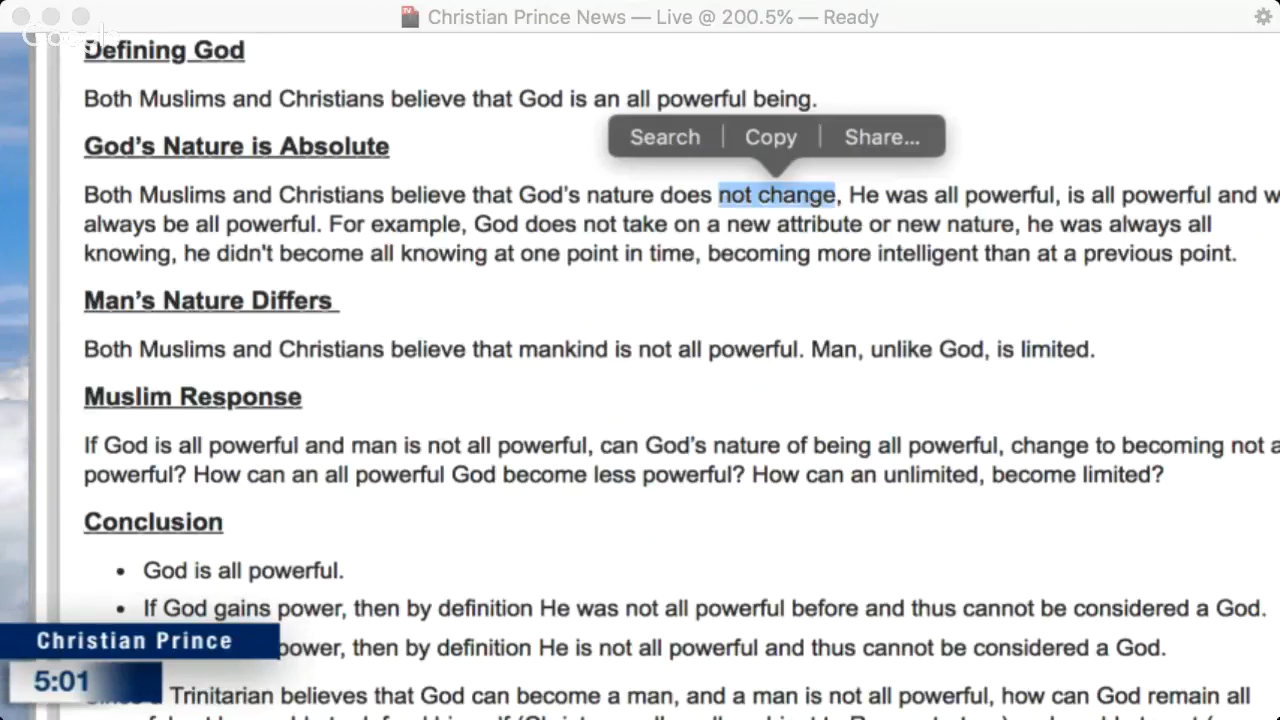 Christian Prince News — Live @ 200.5% — Ready
Google
Defining God
Both Muslims and Christians believe that God is an all powerful being.
God's Nature is Absolute
Search | Copy | Share...
Both Muslims and Christians believe that God's nature does not change, He was all powerful, is all powerful and w
always be all powerful. For example, God does not take on a new attribute or new nature, he was always all
knowing, he didn't become all knowing at one point in time, becoming more intelligent than at a previous point.
Man's Nature Differs
Both Muslims and Christians believe that mankind is not all powerful. Man, unlike God, is limited.
Muslim Response
If God is all powerful and man is not all powerful, can God's nature of being all powerful, change to becoming not a
powerful? How can an all powerful God become less powerful? How can an unlimited, become limited?
Conclusion
• God is all powerful.
• If God gains power, then by definition He was not all powerful before and thus cannot be considered a God.
power, then by definition He is not all powerful and thus cannot be considered a God.
Trinitarian believes that God can become a man, and a man is not all powerful, how can God remain all
Christian Prince
5:01